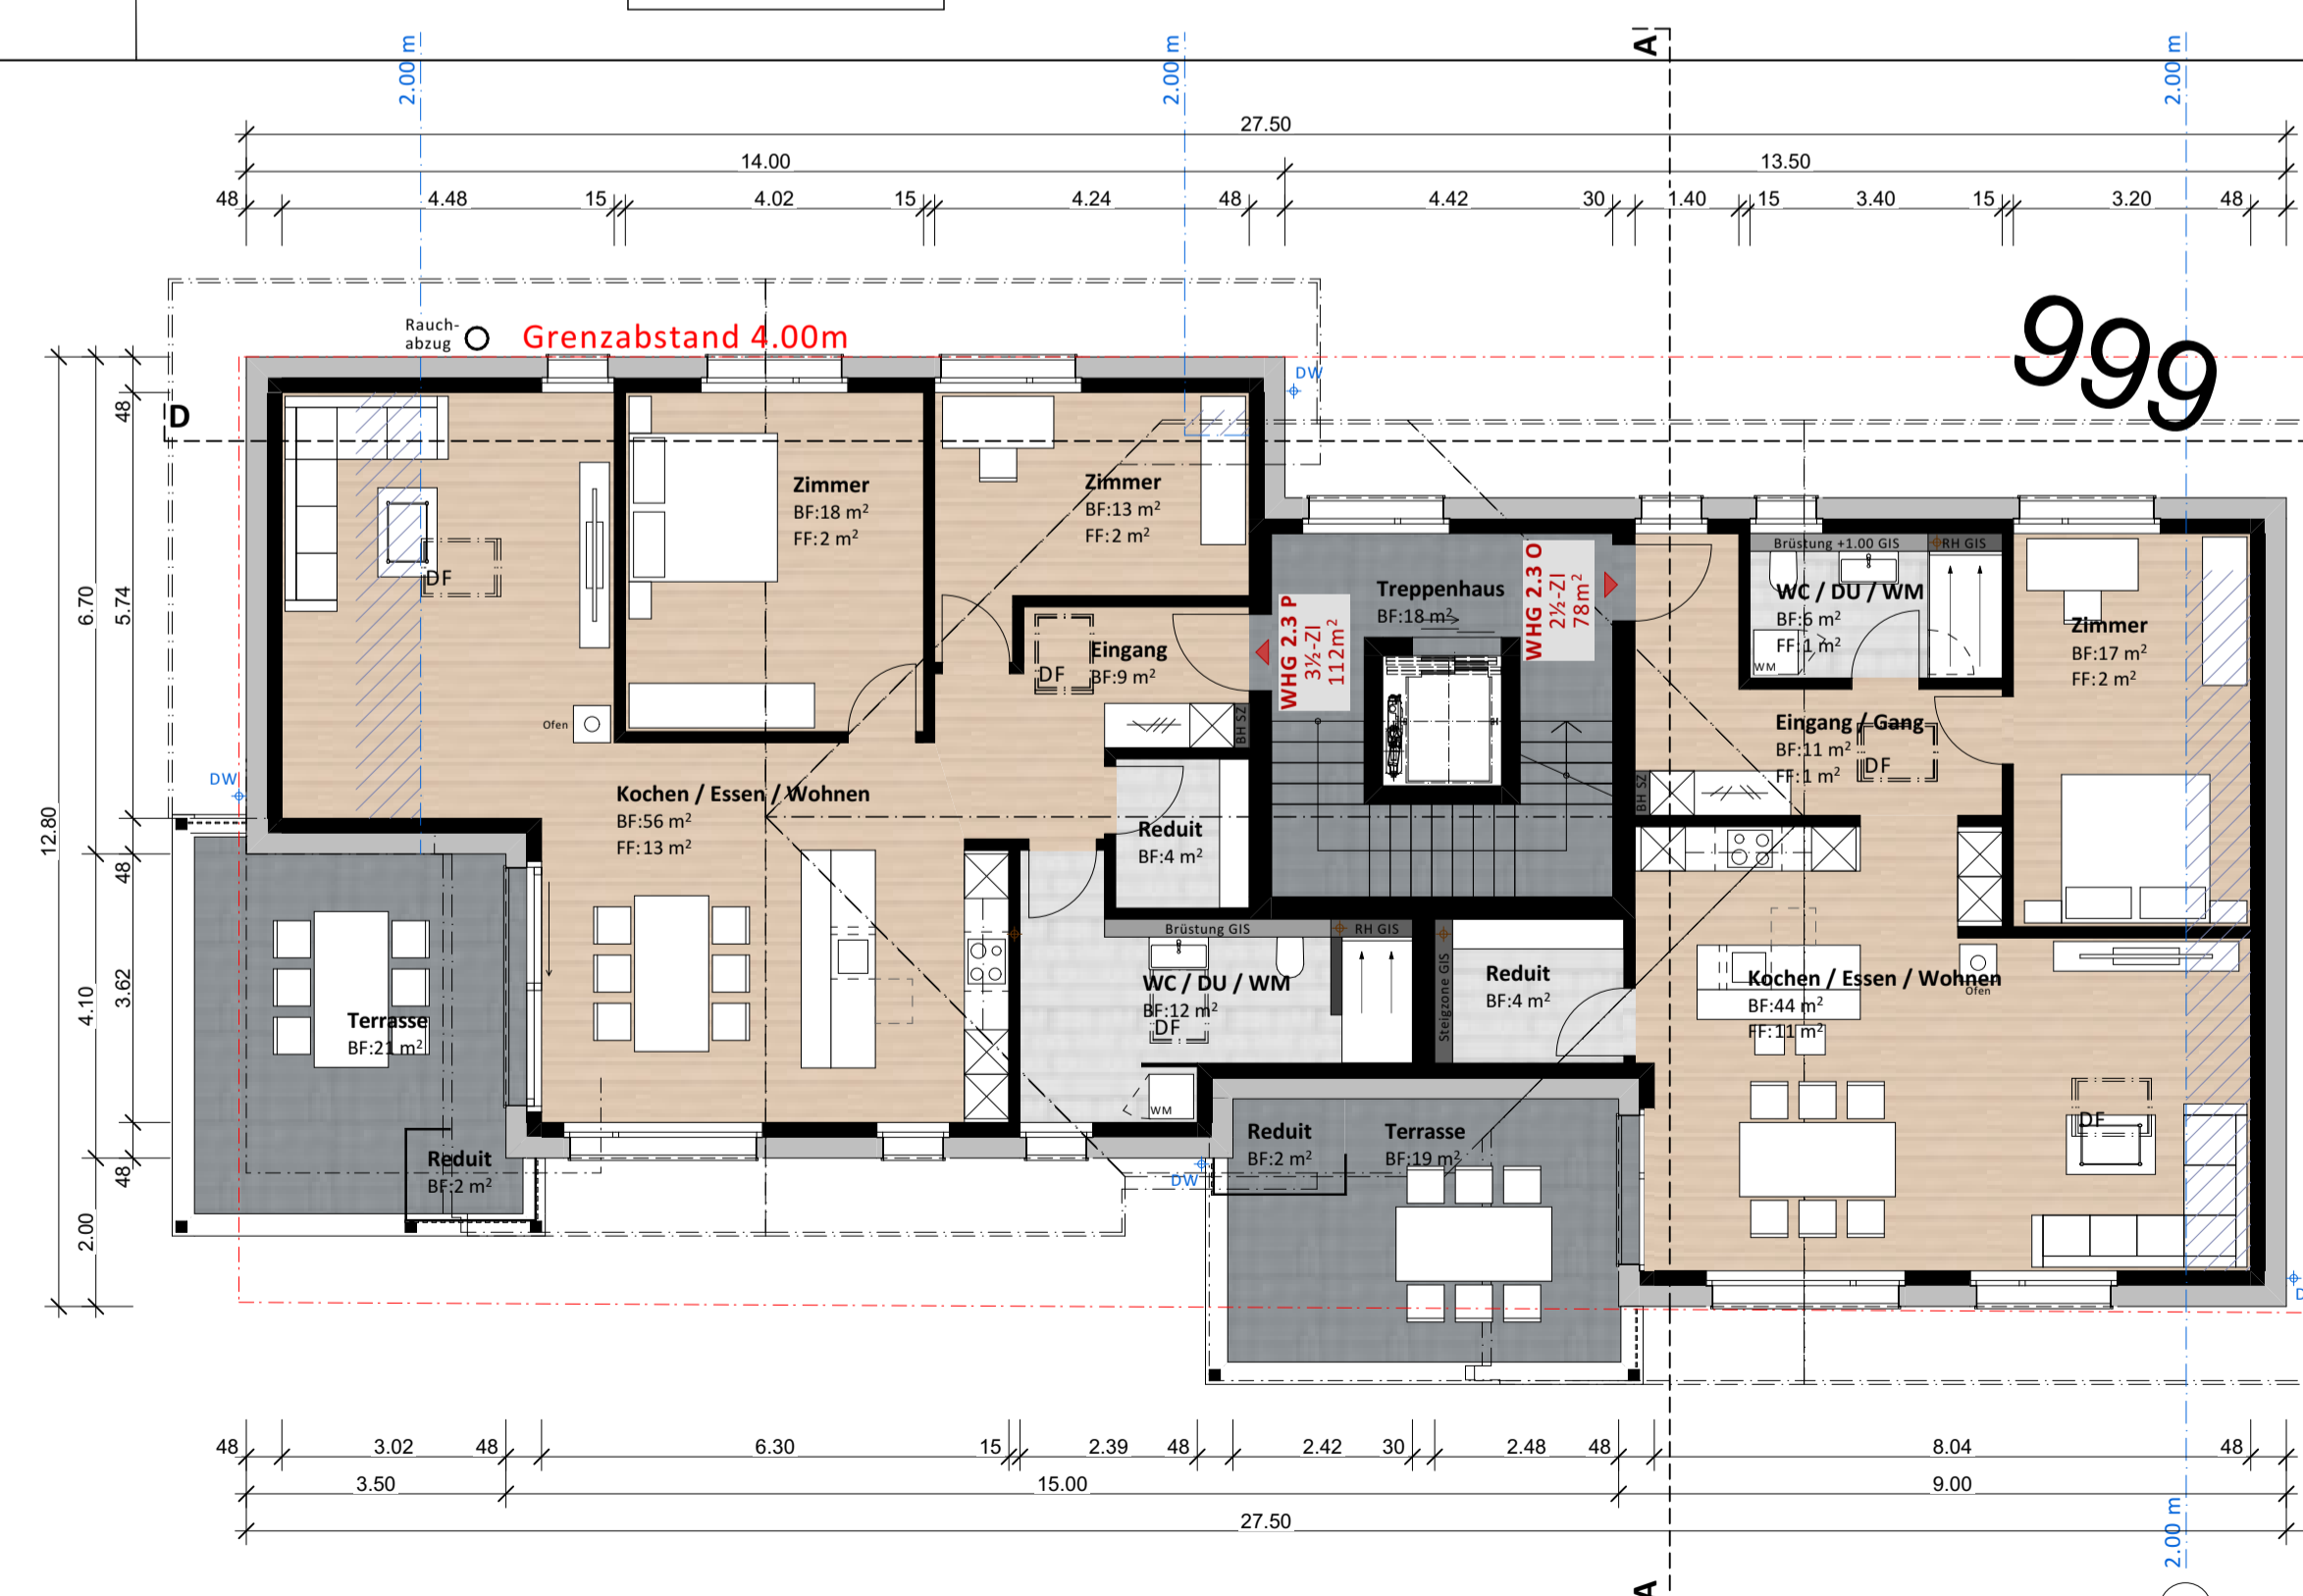 2.00 m
2.00 m
A
2.00 m
27.50
14.00
13.50
48
4.48
15
4.02
15
4.24
48
4.42
30
1.40
15
3.40
15
3.20
48
Rauch-
abzug
Grenzabstand 4.00m
999
DW
D
48
6.70
5.74
12.80
48
4.10
3.62
48
2.00
DF
Zimmer
BF:18 m²
FF:2 m²
Zimmer
BF:13 m²
FF:2 m²
Eingang
BF:9 m²
DF
WHG 2.3 P
3½-ZI
112m²
Treppenhaus
BF:18 m²
WHG 2.3 O
2½-ZI
78m²
Brüstung +1.00 GIS
RH GIS
WC / DU / WM
BF:6 m²
FF:1 m²
WM
Zimmer
BF:17 m²
FF:2 m²
Ofen
BH SZ
Eingang / Gang
BF:11 m²
FF:1 m²
DF
BH SZ
DW
Kochen / Essen / Wohnen
BF:56 m²
FF:13 m²
Reduit
BF:4 m²
Brüstung GIS
RH GIS
WC / DU / WM
BF:12 m²
DF
WM
Steigzone GIS
Reduit
BF:4 m²
Kochen / Essen / Wohnen
BF:44 m²
FF:11 m²
Ofen
DF
Terrasse
BF:21 m²
Reduit
BF:2 m²
DW
Reduit
BF:2 m²
Terrasse
BF:19 m²
48
3.02
48
6.30
15
2.39
48
2.42
30
2.48
48
8.04
48
3.50
15.00
9.00
27.50
2.00 m
A